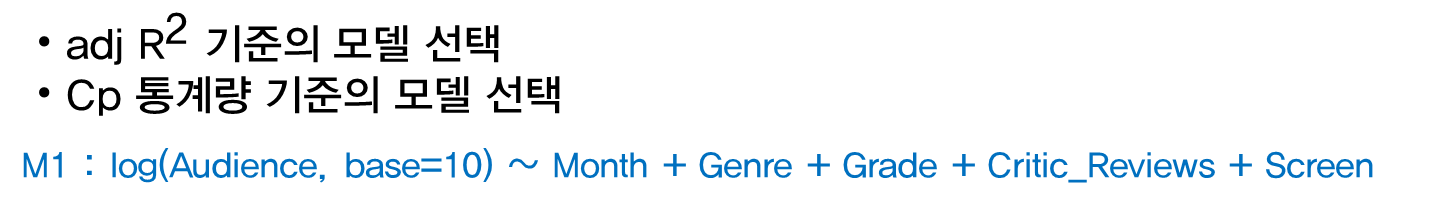 • adj R² 기준의 모델 선택
• Cp 통계량 기준의 모델 선택
M1 : log(Audience, base=10) ~ Month + Genre + Grade + Critic_Reviews + Screen